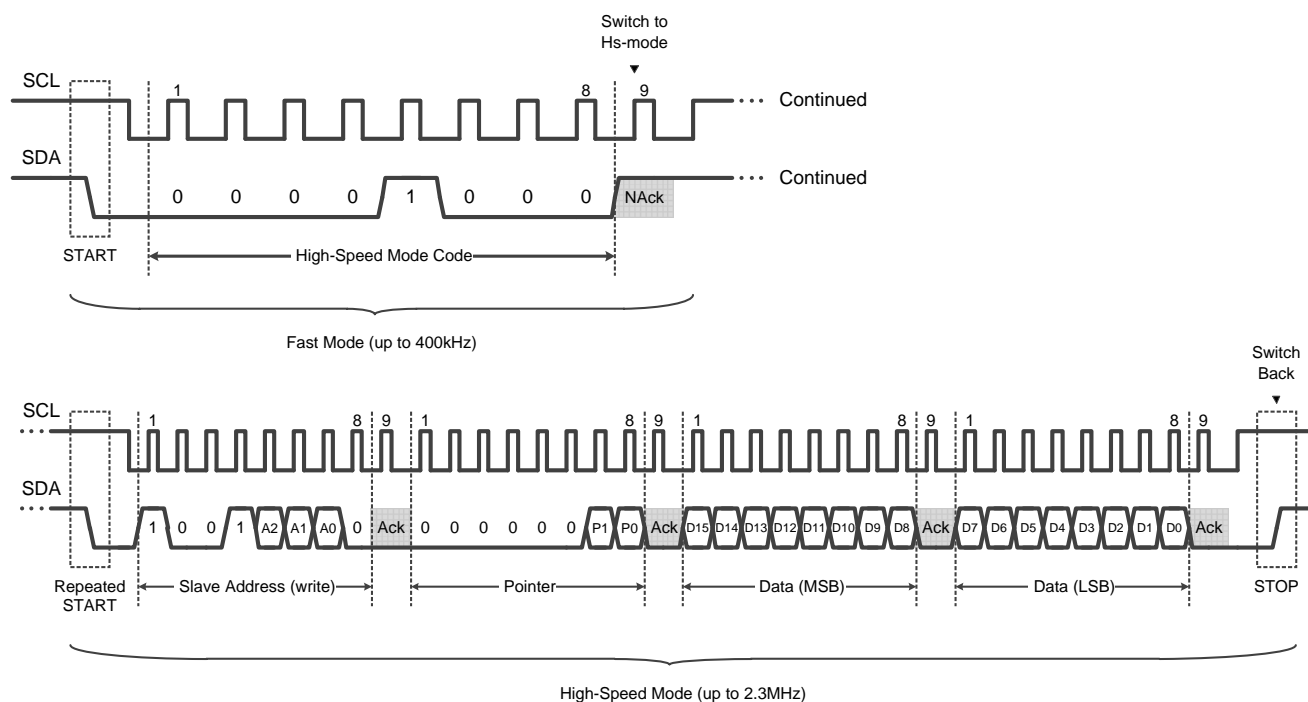 Switch to
Hs-mode
SCL
1 8 9
Continued
SDA
Continued
0 0 0 0 1 0 0 0 NAck
START
High-Speed Mode Code
Fast Mode (up to 400kHz)
Switch
Back
SCL
1 8 9 1 8 9 1 8 9 1 8 9
SDA
1 0 0 1 A2 A1 A0 0 Ack 0 0 0 0 0 P1 P0 Ack D15 D14 D13 D12 D11 D10 D9 D8 Ack D7 D6 D5 D4 D3 D2 D1 D0 Ack
Repeated
START
Slave Address (write)
Pointer
Data (MSB)
Data (LSB)
STOP
High-Speed Mode (up to 2.3MHz)